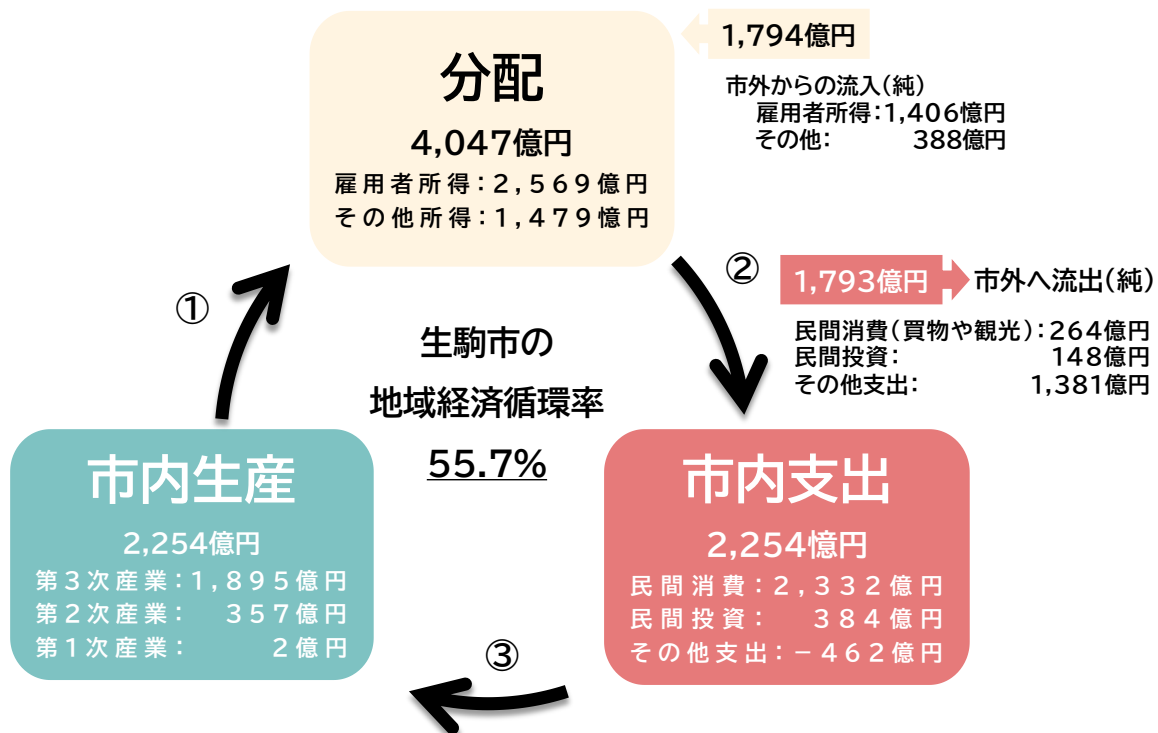 分配
4,047億円
雇用者所得：2,569億円
その他所得：1,479憶円
1,794億円
市外からの流入（純）
雇用者所得：1,406憶円
その他： 388億円
①
②
1,793億円
市外へ流出（純）
民間消費（買物や観光）：264億円
民間投資： 148億円
その他支出： 1,381億円
生駒市の
地域経済循環率
55.7%
市内生産
2,254億円
第3次産業：1,895億円
第2次産業： 357億円
第1次産業： 2億円
市内支出
2,254憶円
民間消費：2,332億円
民間投資： 384億円
その他支出：－462億円
③